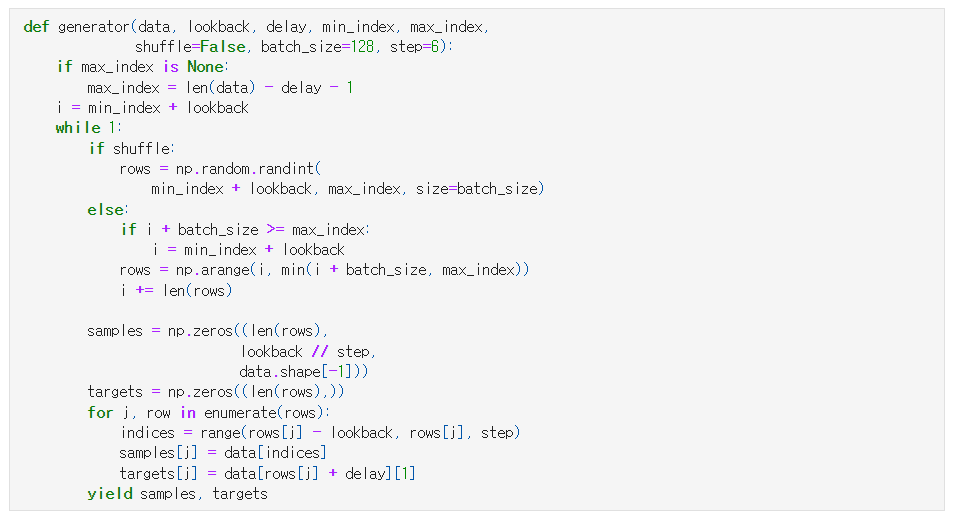 def generator(data, lookback, delay, min_index, max_index,
              shuffle=False, batch_size=128, step=6):
    if max_index is None:
        max_index = len(data) - delay - 1
    i = min_index + lookback
    while 1:
        if shuffle:
            rows = np.random.randint(
                min_index + lookback, max_index, size=batch_size)
        else:
            if i + batch_size >= max_index:
                i = min_index + lookback
            rows = np.arange(i, min(i + batch_size, max_index))
            i += len(rows)

        samples = np.zeros((len(rows),
                           lookback // step,
                           data.shape[-1]))
        targets = np.zeros((len(rows),))
        for j, row in enumerate(rows):
            indices = range(rows[j] - lookback, rows[j], step)
            samples[j] = data[indices]
            targets[j] = data[rows[j] + delay][1]
        yield samples, targets